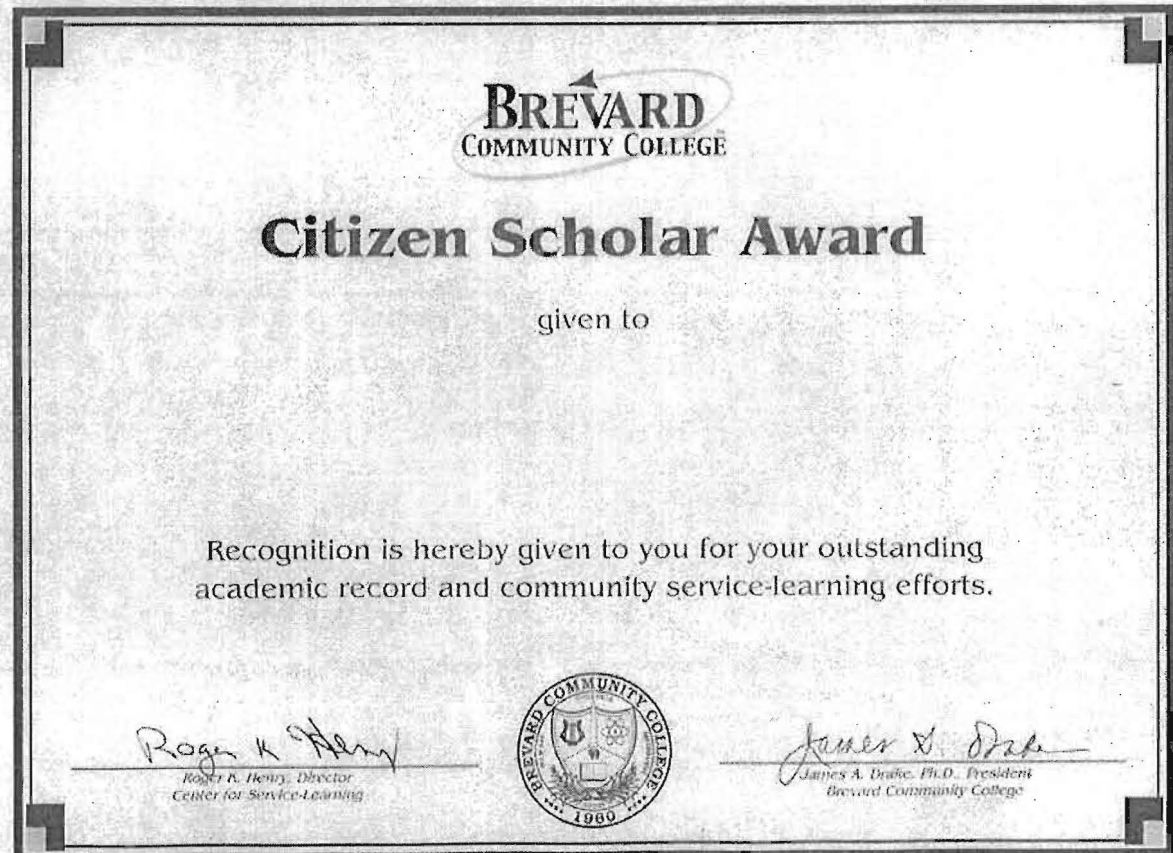 BREVARD
COMMUNITY COLLEGE
Citizen Scholar Award
given to
Recognition is hereby given to you for your outstanding
academic record and community service-learning efforts.
Roger K Henry
Roger K. Henry, Director
Center for Service-Learning
BREVARD COMMUNITY COLLEGE
1960
James A. Drake
James A. Drake, Ph.D., President
Brevard Community College